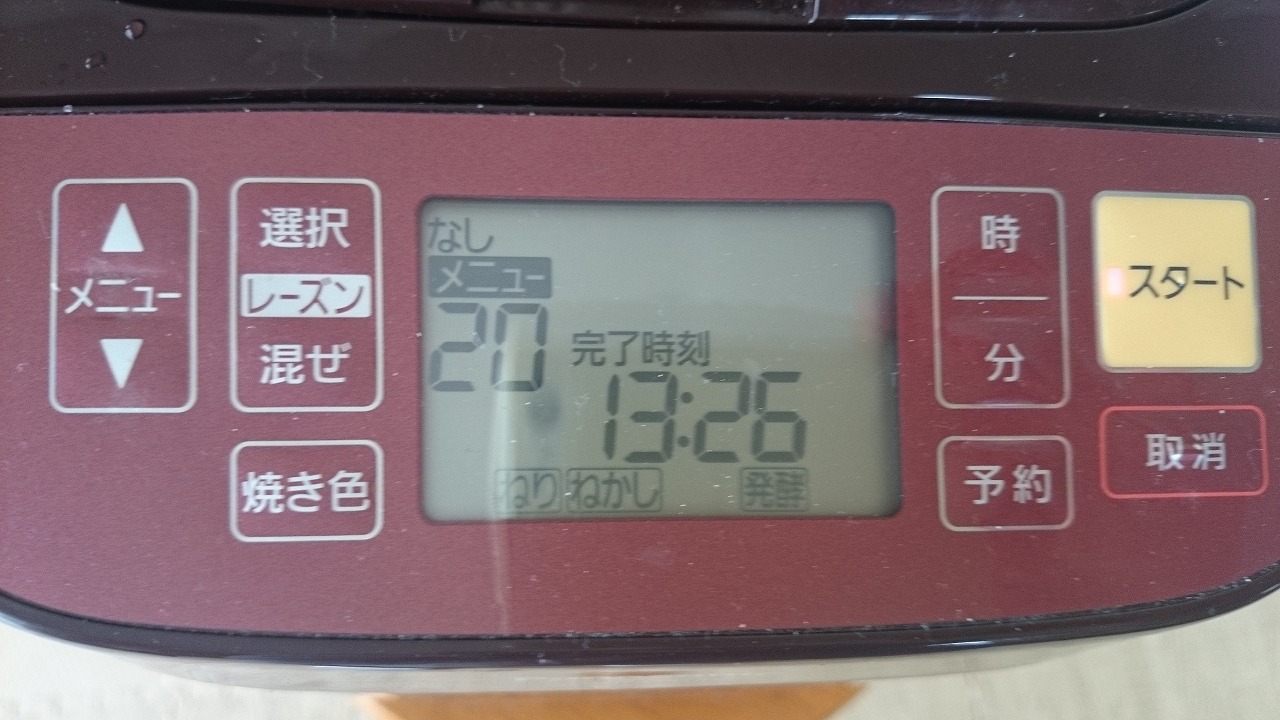 メニュー
選択
レーズン
混ぜ
焼き色
なし
メニュー
20
完了時刻
13:26
ねり ねかし 発酵
時
分
予約
スタート
取消